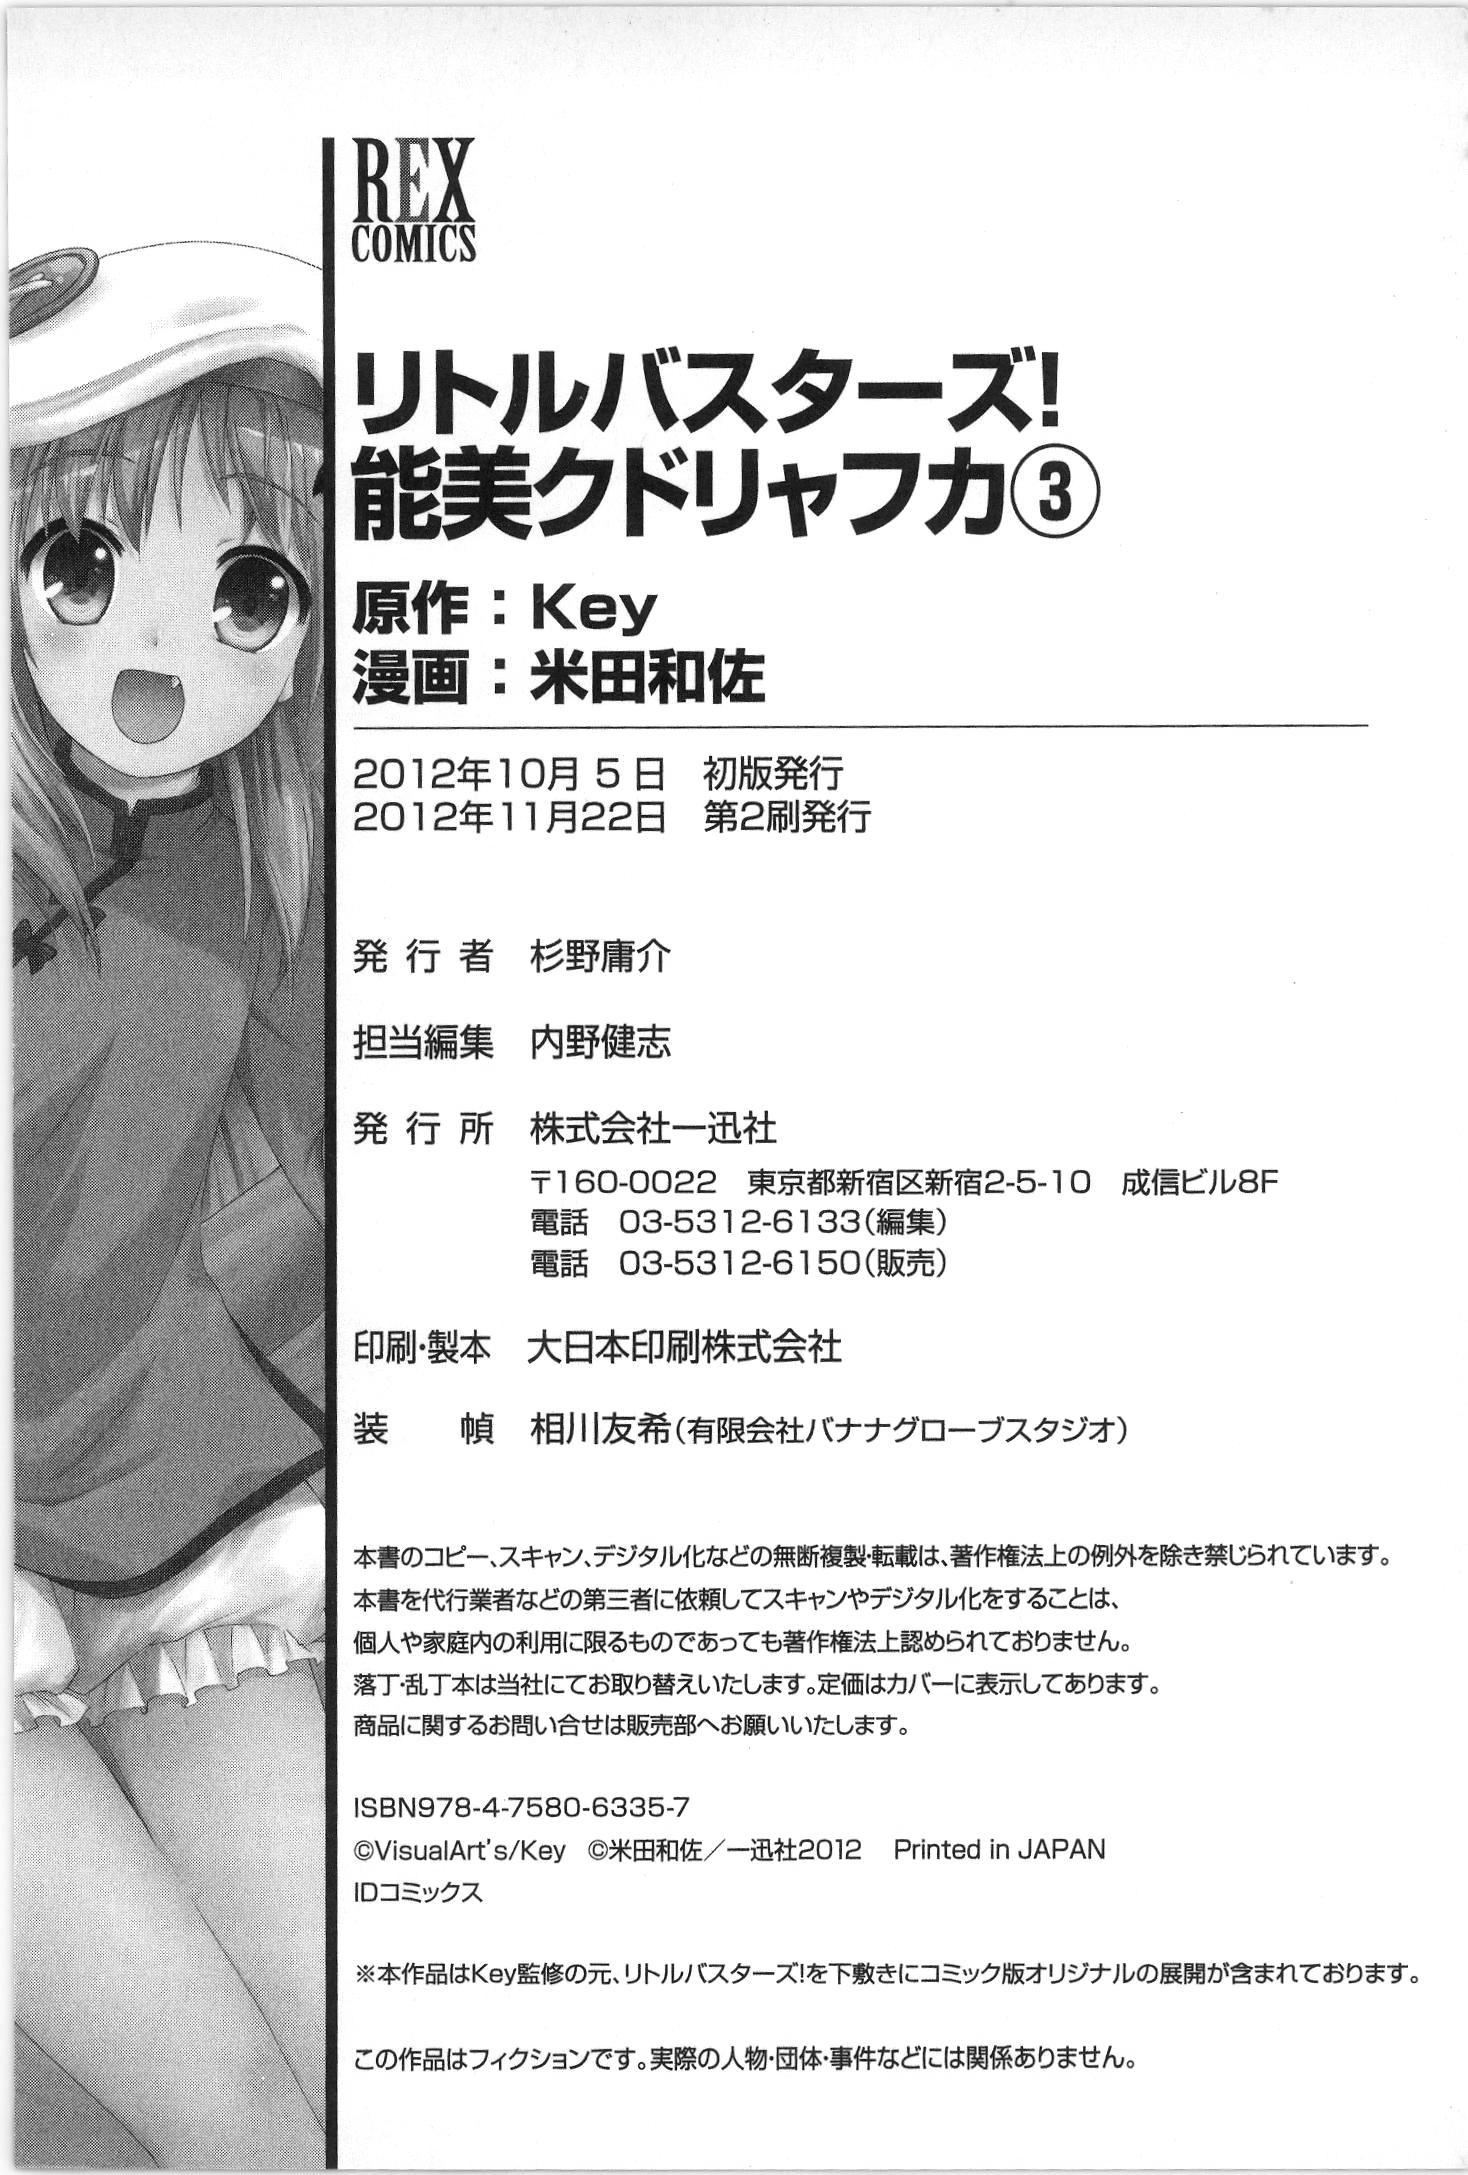 REX
COMICS
リトルバスターズ!
能美クドリャフカ③
原作：Key
漫画：米田和佐
2012年10月 5 日　初版発行
2012年11月22日　第2刷発行
発 行 者　杉野庸介
担当編集　内野健志
発 行 所　株式会社一迅社
〒160-0022　東京都新宿区新宿2-5-10　成信ビル8F
電話　03-5312-6133(編集)
電話　03-5312-6150(販売)
印刷・製本　大日本印刷株式会社
装　　幀　相川友希(有限会社バナナグローブスタジオ)
本書のコピー、スキャン、デジタル化などの無断複製・転載は、著作権法上の例外を除き禁じられています。
本書を代行業者などの第三者に依頼してスキャンやデジタル化をすることは、
個人や家庭内の利用に限るものであっても著作権法上認められておりません。
落丁・乱丁本は当社にてお取り替えいたします。定価はカバーに表示してあります。
商品に関するお問い合せは販売部へお願いいたします。
ISBN978-4-7580-6335-7
©VisualArt's/Key　©米田和佐／一迅社2012　Printed in JAPAN
IDコミックス
※本作品はKey監修の元、リトルバスターズ!を下敷きにコミック版オリジナルの展開が含まれております。
この作品はフィクションです。実際の人物・団体・事件などには関係ありません。